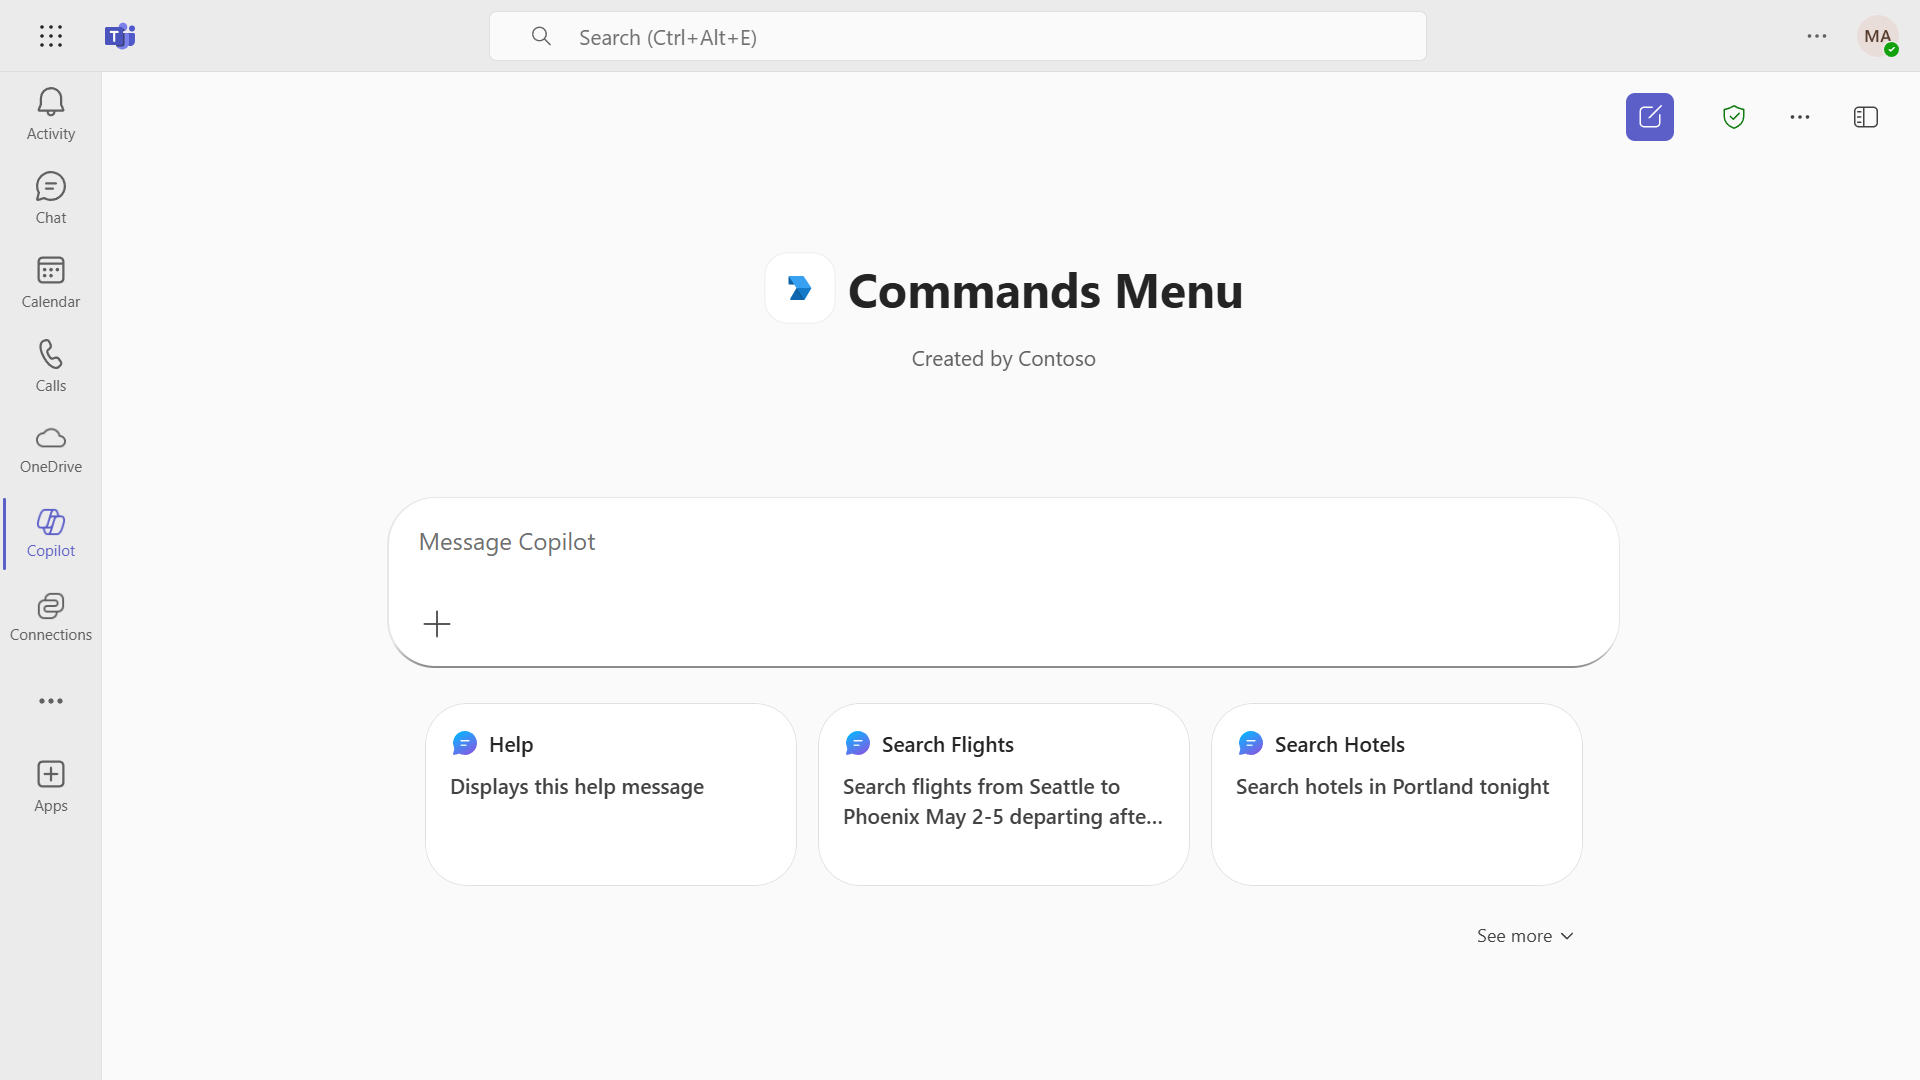 Search (Ctrl+Alt+E)
MA
Activity
Chat
Calendar
Calls
OneDrive
Copilot
Connections
Apps
Commands Menu
Created by Contoso
Message Copilot
Help
Displays this help message
Search Flights
Search flights from Seattle to
Phoenix May 2-5 departing afte...
Search Hotels
Search hotels in Portland tonight
See more